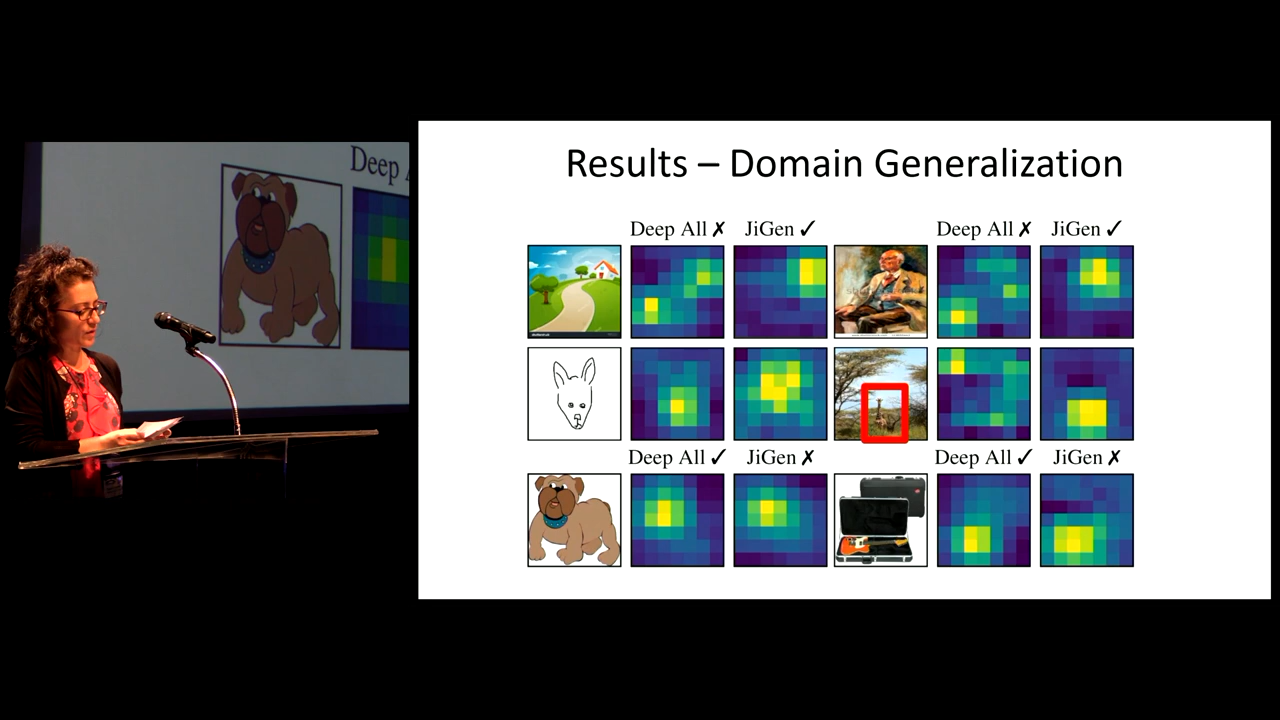 Results – Domain Generalization
Deep All ✗ JiGen ✓ Deep All ✗ JiGen ✓
Deep All ✓ JiGen ✗ Deep All ✓ JiGen ✗
Deep